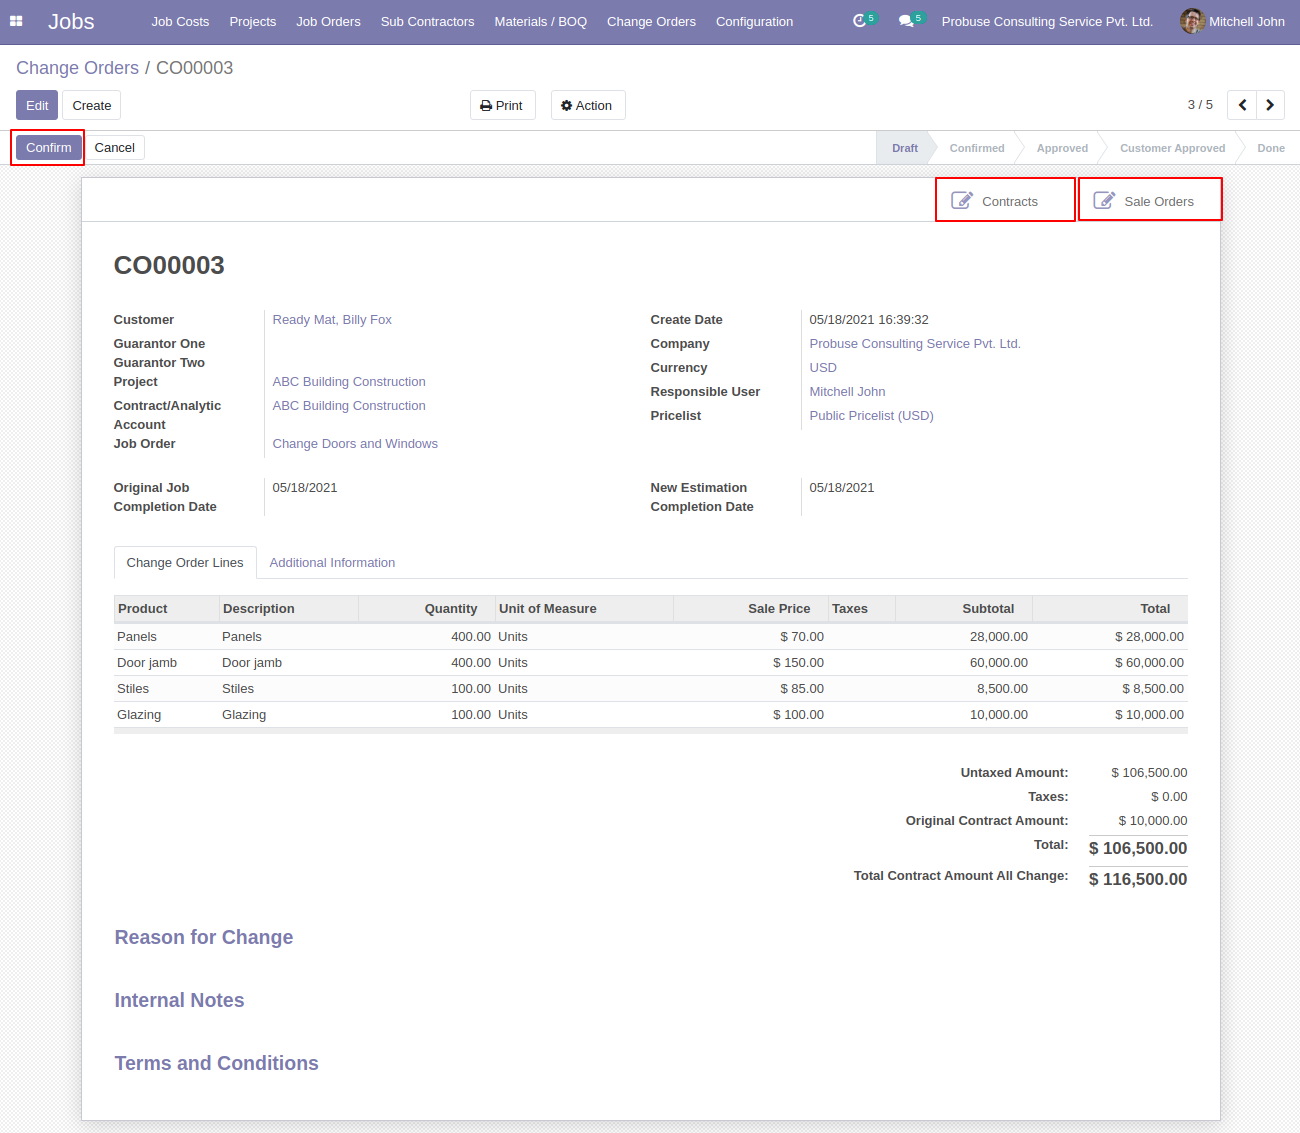 Jobs Job Costs Projects Job Orders Sub Contractors Materials / BOQ Change Orders Configuration 5 5 Probuse Consulting Service Pvt. Ltd. Mitchell John
Change Orders / CO00003
Edit Create Print Action 3 / 5
Confirm Cancel Draft Confirmed Approved Customer Approved Done
Contracts Sale Orders
CO00003
Customer Ready Mat, Billy Fox Create Date 05/18/2021 16:39:32
Guarantor One Company Probuse Consulting Service Pvt. Ltd.
Guarantor Two Currency USD
Project ABC Building Construction Responsible User Mitchell John
Contract/Analytic ABC Building Construction Pricelist Public Pricelist (USD)
Account
Job Order Change Doors and Windows
Original Job 05/18/2021 New Estimation 05/18/2021
Completion Date Completion Date
Change Order Lines Additional Information
Product Description Quantity Unit of Measure Sale Price Taxes Subtotal Total
Panels Panels 400.00 Units $ 70.00 28,000.00 $ 28,000.00
Door jamb Door jamb 400.00 Units $ 150.00 60,000.00 $ 60,000.00
Stiles Stiles 100.00 Units $ 85.00 8,500.00 $ 8,500.00
Glazing Glazing 100.00 Units $ 100.00 10,000.00 $ 10,000.00
Untaxed Amount: $ 106,500.00
Taxes: $ 0.00
Original Contract Amount: $ 10,000.00
Total: $ 106,500.00
Total Contract Amount All Change: $ 116,500.00
Reason for Change
Internal Notes
Terms and Conditions